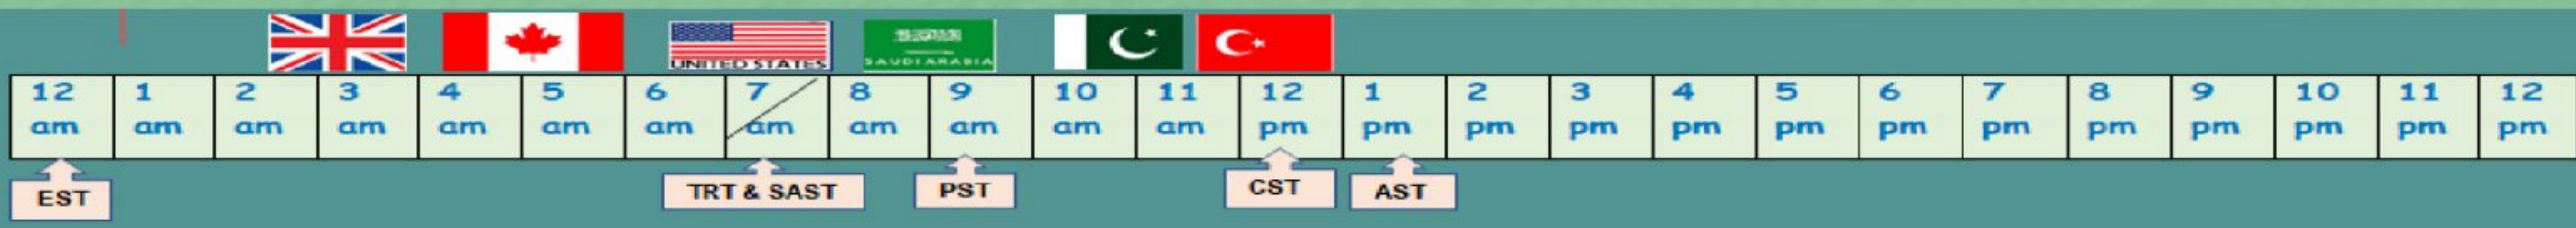 UNITED STATES
SAUDI ARABIA
12 1 2 3 4 5 6 7 8 9 10 11 12 1 2 3 4 5 6 7 8 9 10 11 12
am am am am am am am am am am am am pm pm pm pm pm pm pm pm pm pm pm pm pm
EST TRT & SAST PST CST AST